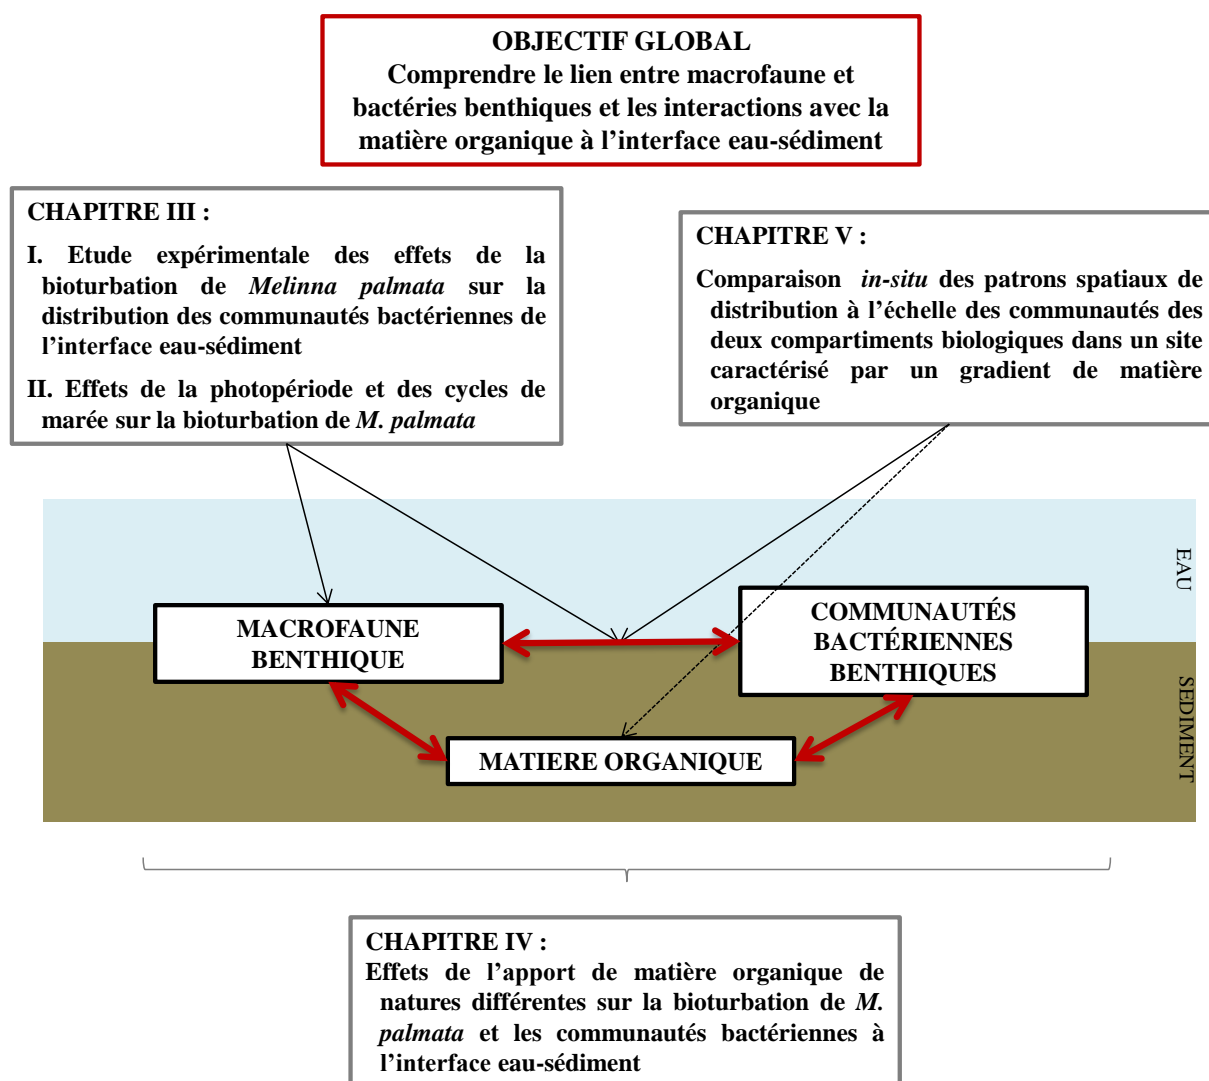 OBJECTIF GLOBAL
Comprendre le lien entre macrofaune et
bactéries benthiques et les interactions avec la
matière organique à l’interface eau-sédiment
CHAPITRE III :
I. Etude expérimentale des effets de la
bioturbation de Melinna palmata sur la
distribution des communautés bactériennes de
l’interface eau-sédiment
II. Effets de la photopériode et des cycles de
marée sur la bioturbation de M. palmata
CHAPITRE V :
Comparaison in-situ des patrons spatiaux de
distribution à l’échelle des communautés des
deux compartiments biologiques dans un site
caractérisé par un gradient de matière
organique
EAU
MACROFAUNE
BENTHIQUE
COMMUNAUTÉS
BACTÉRIENNES
BENTHIQUES
SEDIMENT
MATIERE ORGANIQUE
CHAPITRE IV :
Effets de l’apport de matière organique de
natures différentes sur la bioturbation de M.
palmata et les communautés bactériennes à
l’interface eau-sédiment